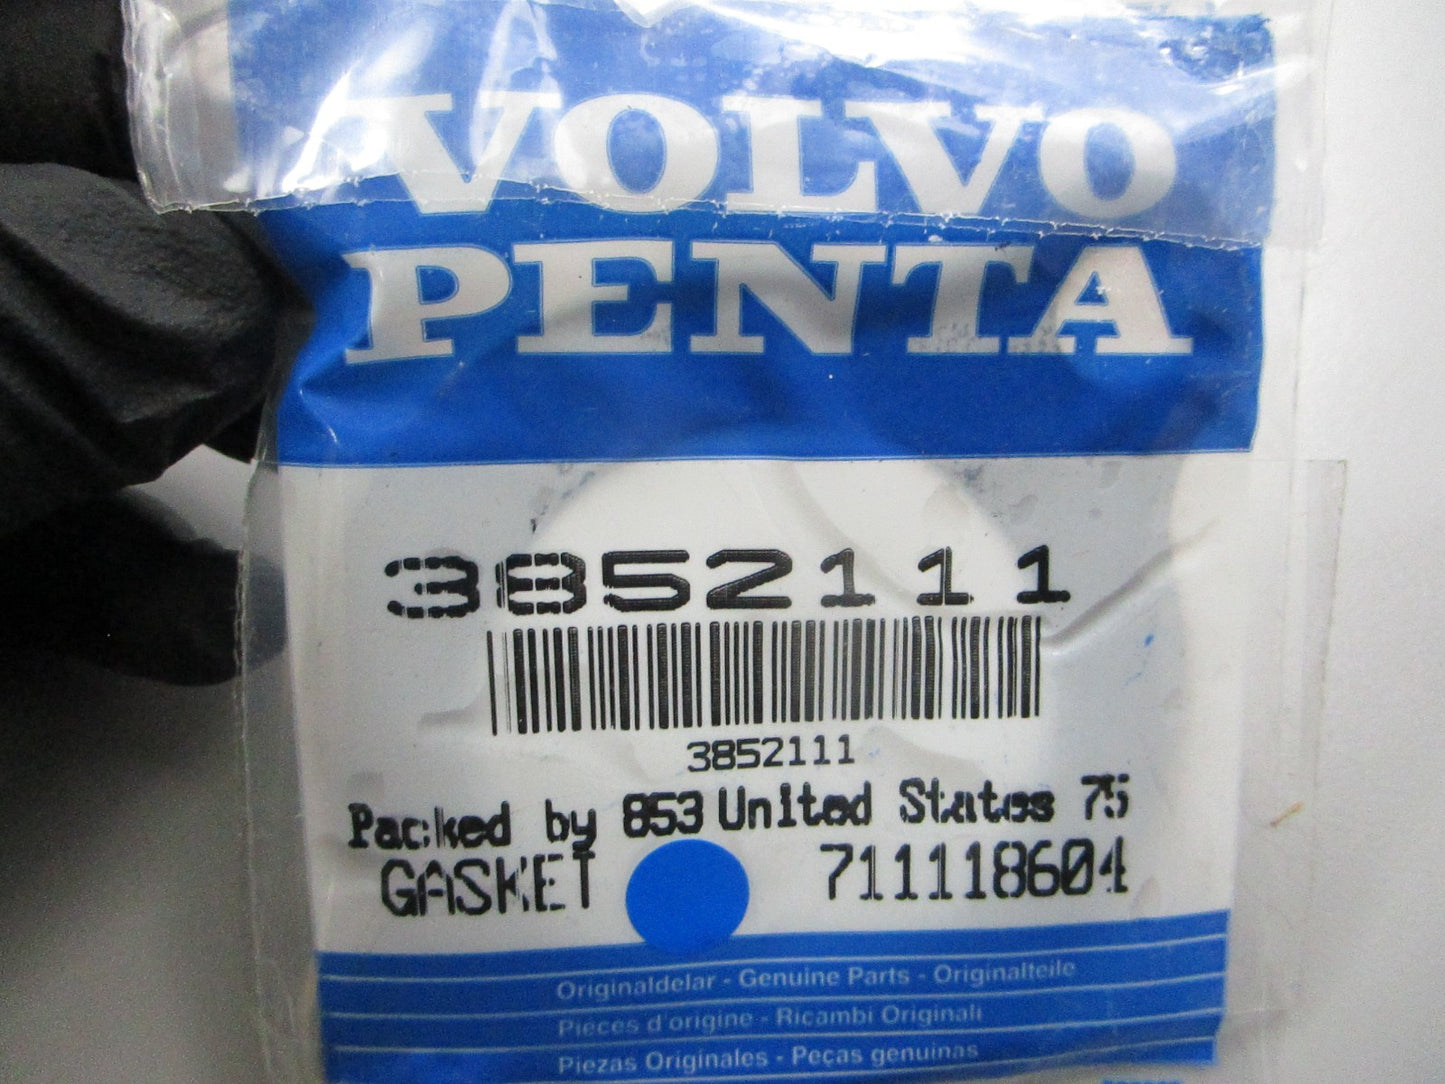 VOLVO
PENTA
3852111
3852111
Packed by 853 United States 75
GASKET 711118604
Originaldelar - Genuine Parts - Originalteile
Pièces d'origine - Ricambi Originali
Piezas Originales - Peças genuinas